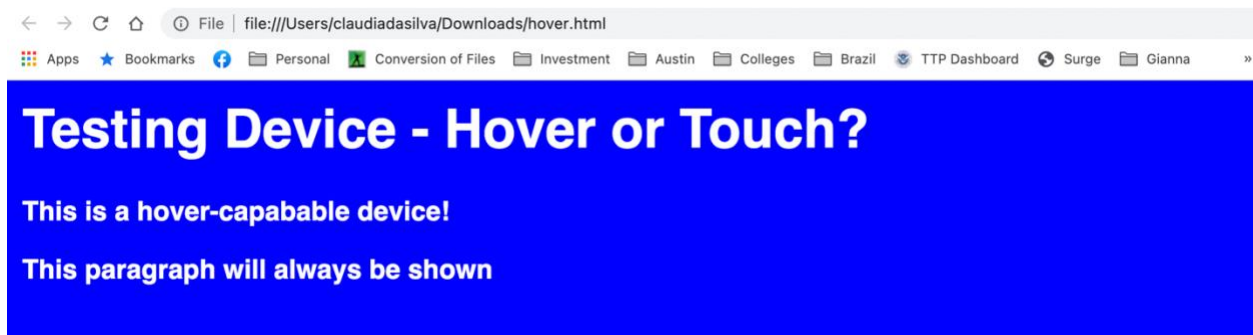 File file:///Users/claudiadasilva/Downloads/hover.html
Apps Bookmarks Personal Conversion of Files Investment Austin Colleges Brazil TTP Dashboard Surge Gianna »
Testing Device - Hover or Touch?
This is a hover-capabable device!
This paragraph will always be shown